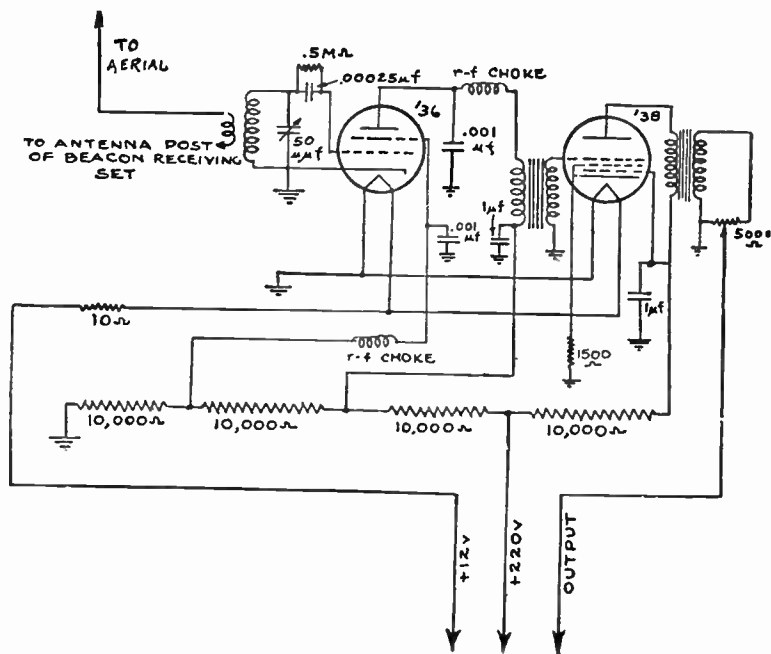 TO
AERIAL
.5MΩ
.00025μf
r-f CHOKE
'36
'38
50
μμf
.001
μf
TO ANTENNA POST
OF BEACON RECEIVING
SET
1μf
.001
μf
5000
Ω
1μf
10Ω
r-f CHOKE
1500
Ω
10,000Ω
10,000Ω
10,000Ω
10,000Ω
+12V
+220V
OUTPUT